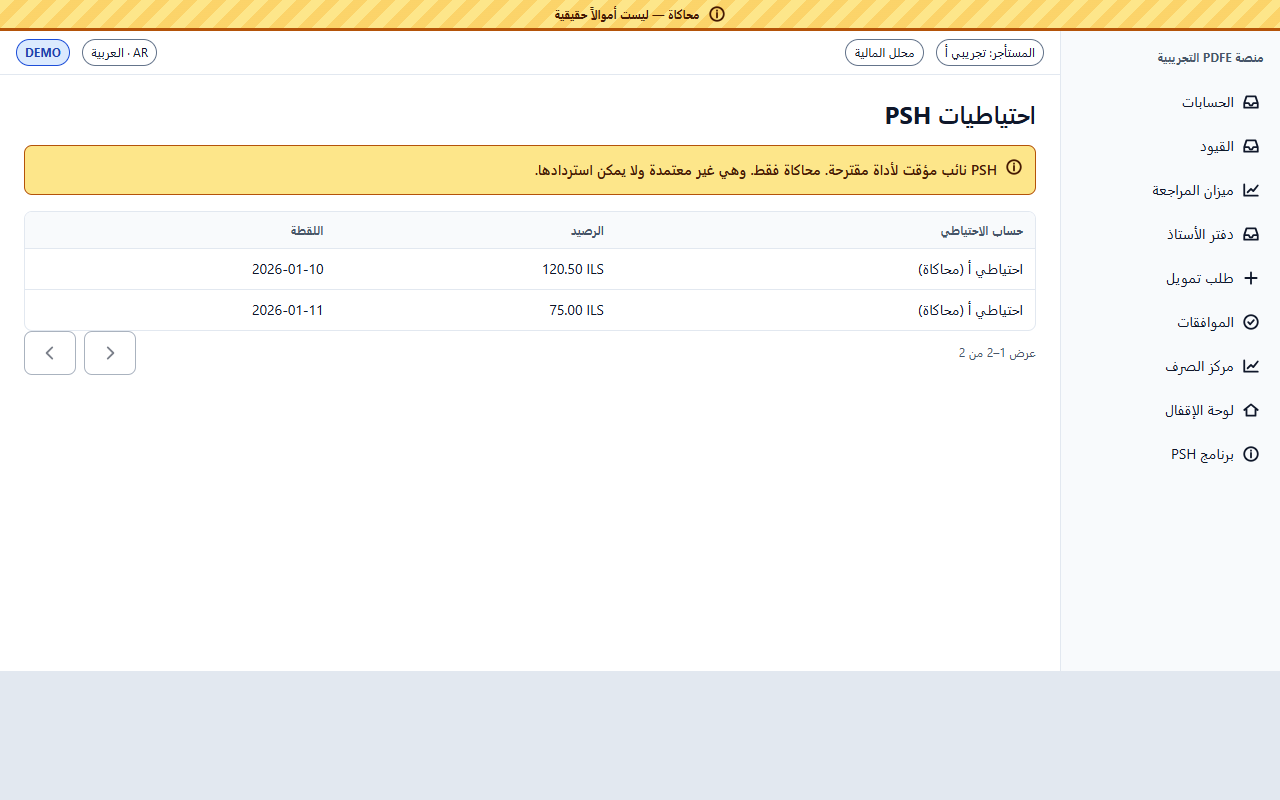 محاكاة — ليست أموالاً حقيقية
منصة PDFE التجريبية
الحسابات
القيود
ميزان المراجعة
دفتر الأستاذ
طلب تمويل
الموافقات
مركز الصرف
لوحة الإقفال
برنامج PSH
المستأجر: تجريبي أ
محلل المالية
AR · العربية
DEMO
احتياطيات PSH
PSH نائب مؤقت لأداة مقترحة. محاكاة فقط. وهي غير معتمدة ولا يمكن استردادها.
حساب الاحتياطي الرصيد اللقطة
احتياطي أ (محاكاة) 120.50 ILS 2026-01-10
احتياطي أ (محاكاة) 75.00 ILS 2026-01-11
عرض 1–2 من 2